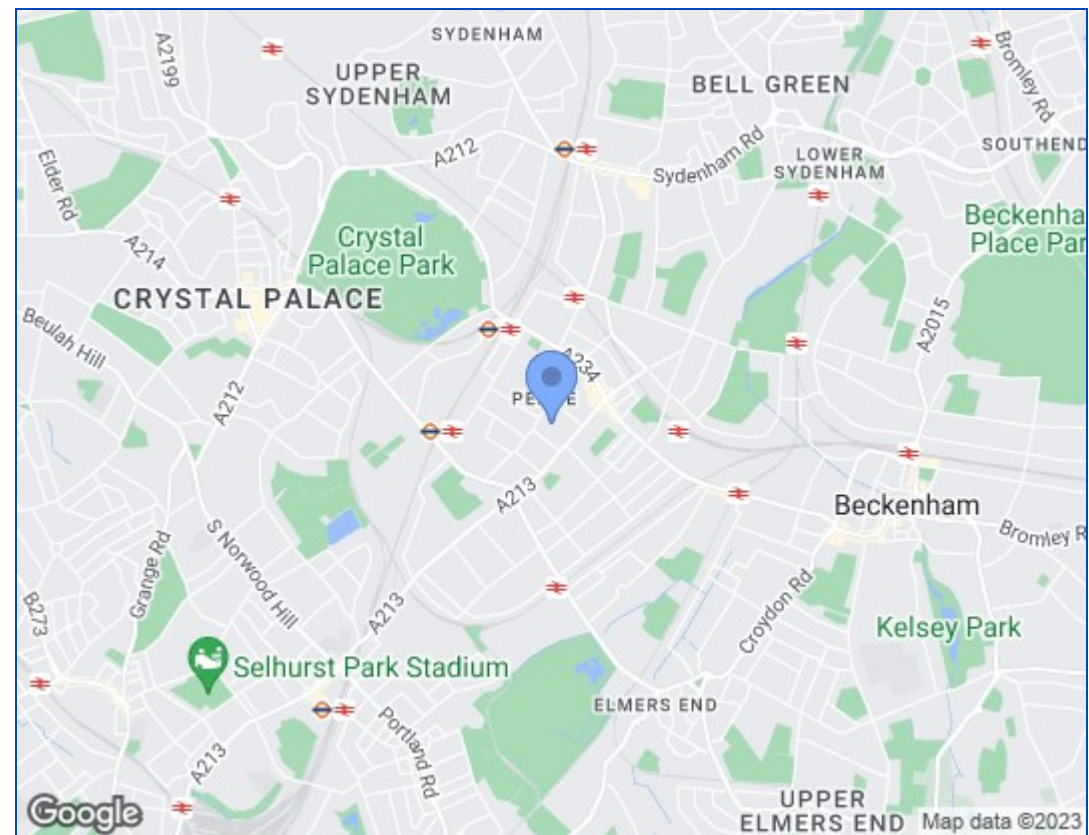 SYDENHAM
A2199
Bromley Rd
UPPER
SYDENHAM
BELL GREEN
A212
Sydenham Rd
LOWER
SYDENHAM
SOUTHEND
Elder Rd
A214
Crystal
Palace Park
Beckenha
Place Par
CRYSTAL PALACE
Beulah Hill
A2015
A234
A212
A213
Beckenham
Bromley R
S Norwood Hill
Grange Rd
B273
A213
Croydon Rd
Kelsey Park
Selhurst Park Stadium
ELMERS END
Portland Rd
A213
UPPER
ELMERS END
Google
Map data ©2023